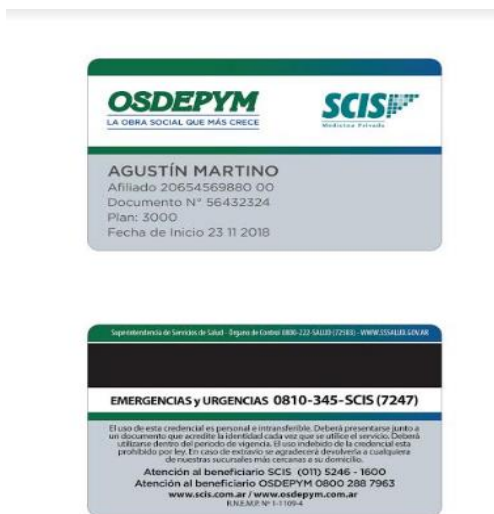 OSDEPYM
LA OBRA SOCIAL QUE MÁS CRECE
SCIS
Medicina Privada
AGUSTÍN MARTINO
Afiliado 20654569880 00
Documento N° 56432324
Plan: 3000
Fecha de Inicio 23 11 2018
Superintendencia de Servicios de Salud - Órgano de Control 0800-222-SALUD (72583) - WWW.SSSALUD.GOV.AR
EMERGENCIAS y URGENCIAS 0810-345-SCIS (7247)
El uso de esta credencial es personal e intransferible. Deberá presentarse junto a
un documento que acredite la identidad cada vez que se utilice el servicio. Deberá
utilizarse dentro del periodo de vigencia. El uso indebido de la credencial esta
prohibido por ley. En caso de extravío se agradecerá devolverla a cualquiera
de nuestras sucursales más cercanas a su domicilio.
Atención al beneficiario SCIS (011) 5246 - 1600
Atención al beneficiario OSDEPYM 0800 288 7963
www.scis.com.ar / www.osdepym.com.ar
R.N.E.M.P. N° 1-1109-4